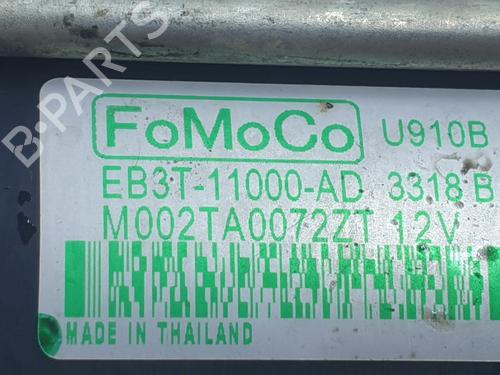 FoMoCo U910B
EB3T-11000-AD 3318 B
M002TA0072ZT 12V
MADE IN THAILAND
B-PARTS